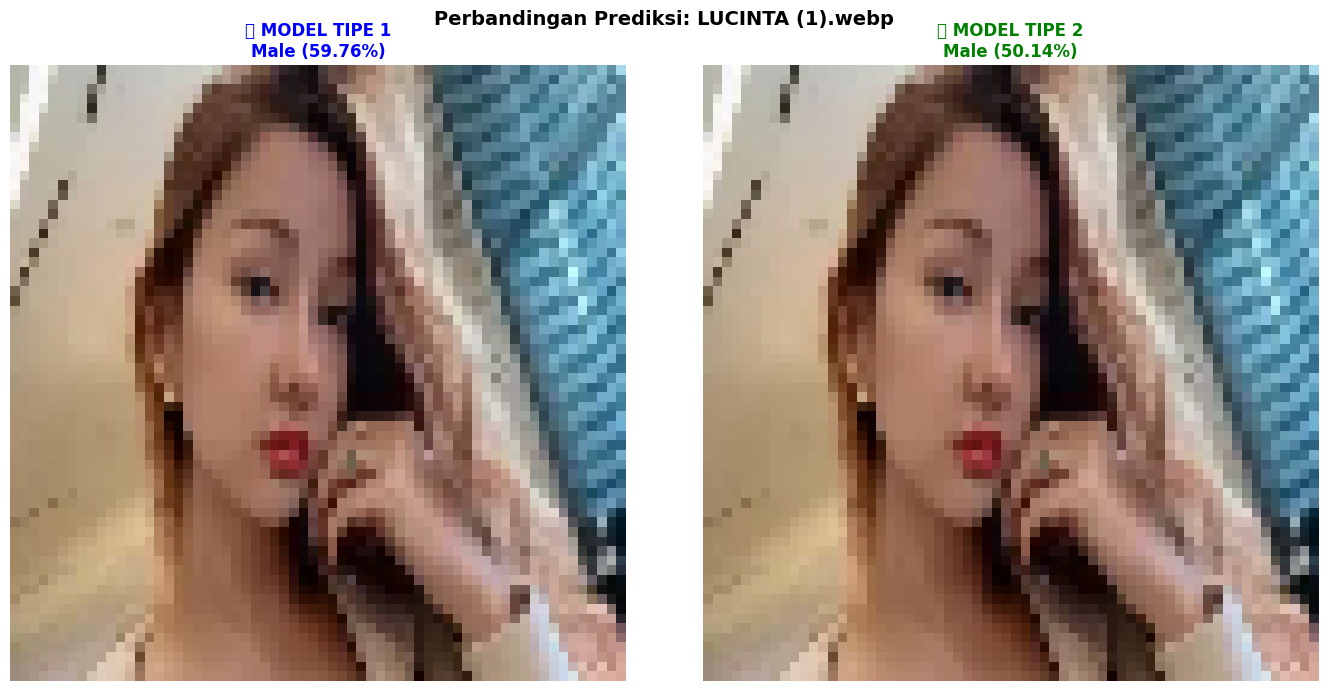 Perbandingan Prediksi: LUCINTA (1).webp
MODEL TIPE 1
Male (59.76%)
MODEL TIPE 2
Male (50.14%)